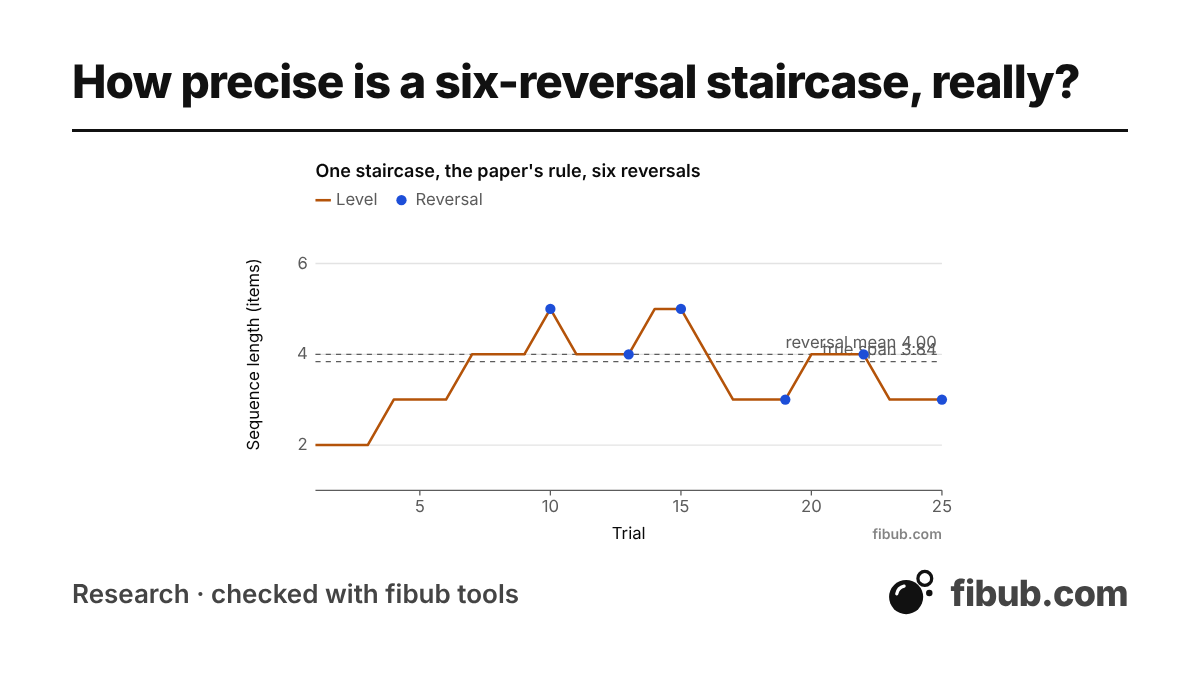 How precise is a six-reversal staircase, really?
One staircase, the paper's rule, six reversals
Level Reversal
Sequence length (items)
6
4
2
reversal mean 4.00
true span 3.84
5 10 15 20 25
Trial
fibub.com
Research · checked with fibub tools
fibub.com